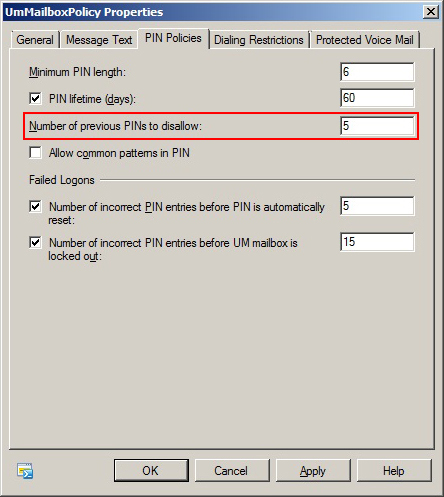 UmMailboxPolicy Properties
General Message Text PIN Policies Dialing Restrictions Protected Voice Mail
Minimum PIN length: 6
PIN lifetime (days): 60
Number of previous PINs to disallow: 5
Allow common patterns in PIN
Failed Logons
Number of incorrect PIN entries before PIN is automatically 5
reset:
Number of incorrect PIN entries before UM mailbox is 15
locked out:
OK Cancel Apply Help